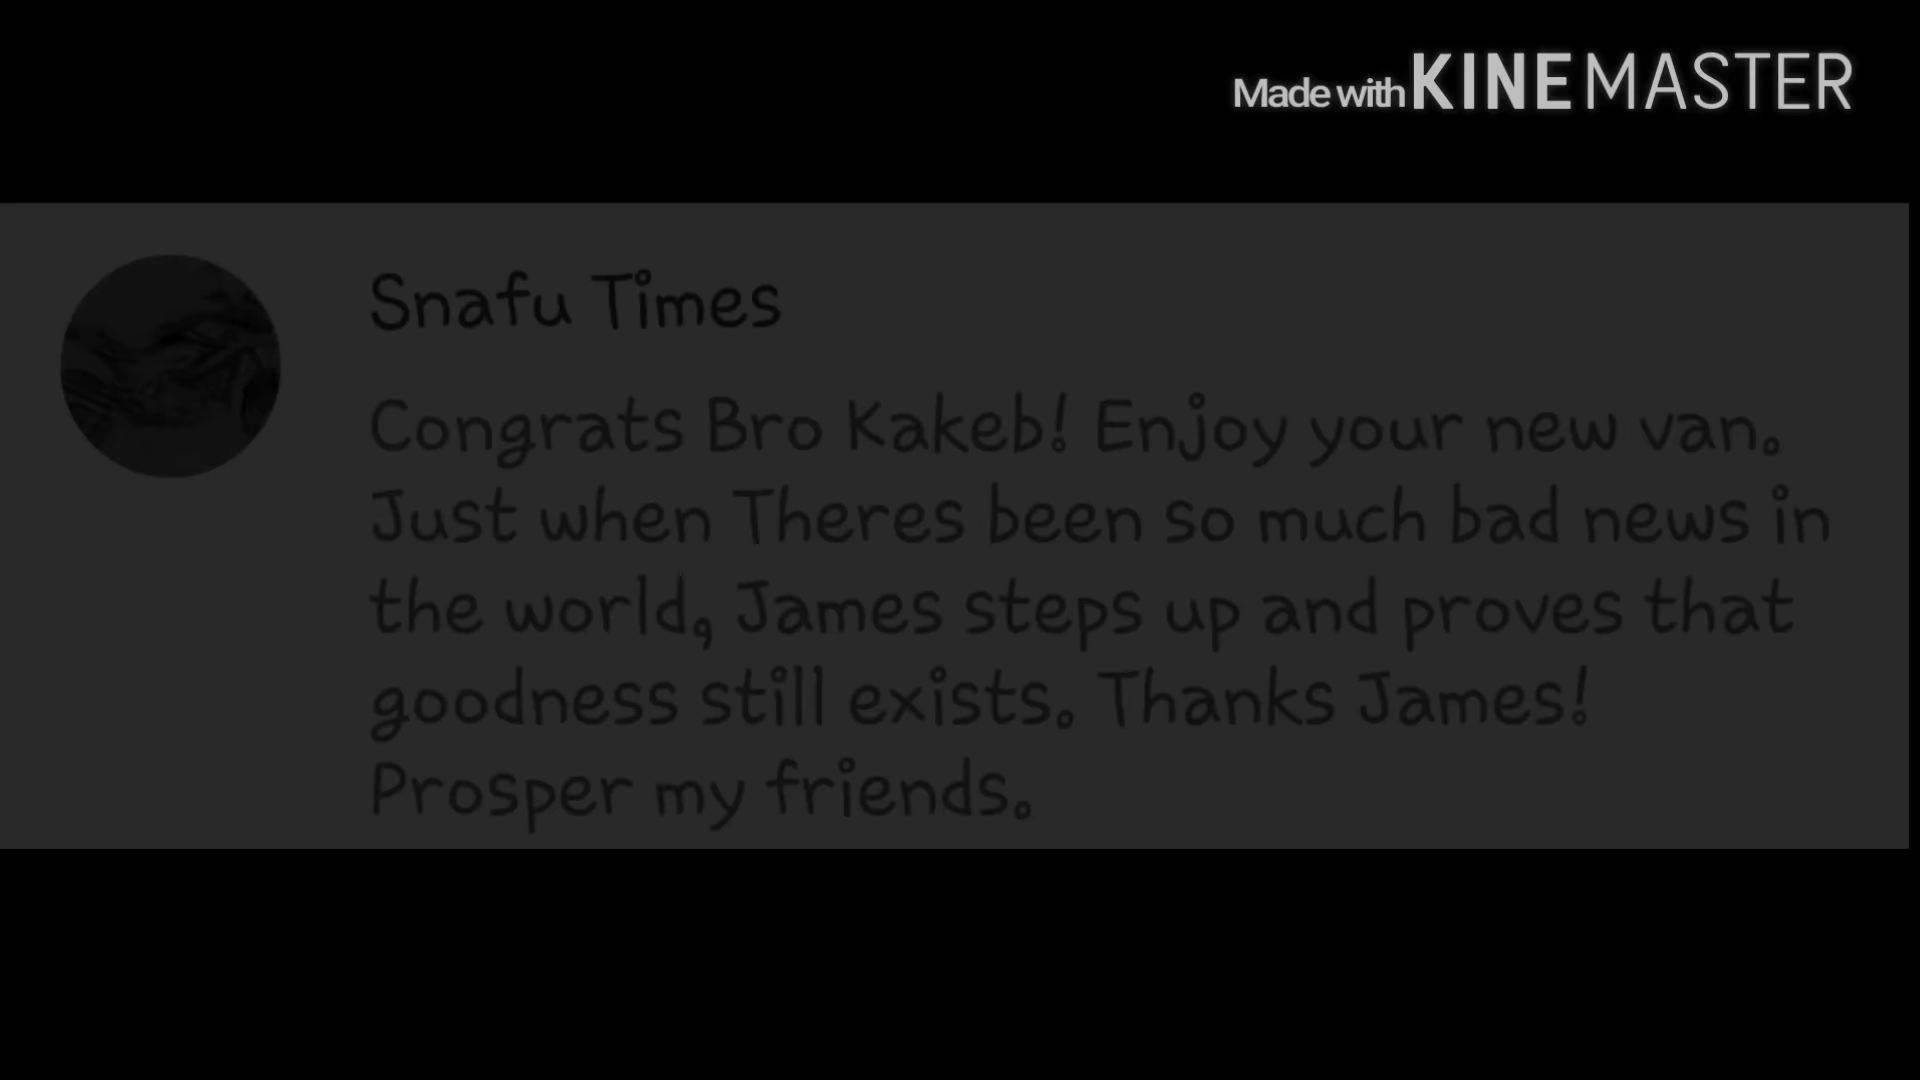 Made with KINEMASTER
Snafu Times
Congrats Bro Kakeb! Enjoy your new van.
Just when Theres been so much bad news in
the world, James steps up and proves that
goodness still exists. Thanks James!
Prosper my friends.